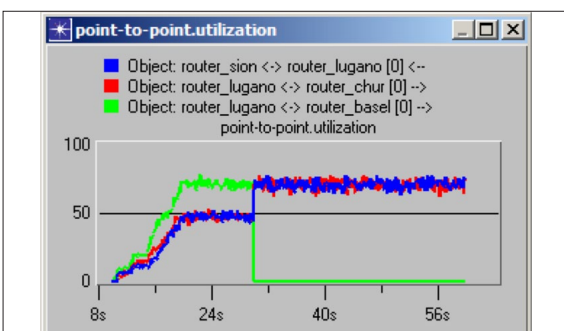 point-to-point.utilization
Object: router_sion <-> router_lugano [0] <--
Object: router_lugano <-> router_chur [0] -->
Object: router_lugano <-> router_basel [0] -->
point-to-point.utilization
100
50
0
8s 24s 40s 56s